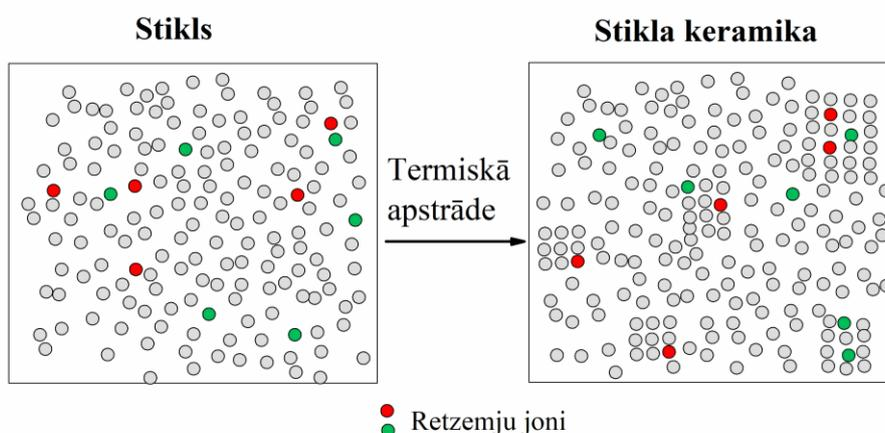 Stikls
Stikla keramika
Termiskā
apstrāde
Retzemju joni